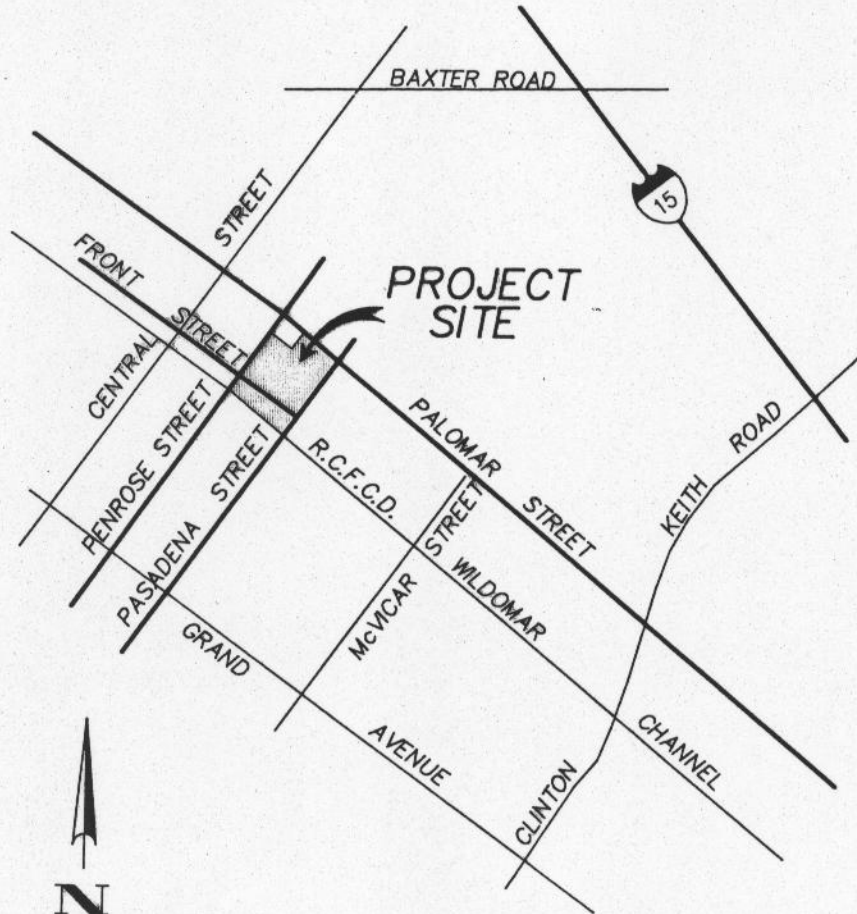 BAXTER ROAD
15
CENTRAL STREET
FRONT STREET
PROJECT
SITE
PENROSE STREET
PASADENA STREET
R.C.F.C.D. WILDOMAR CHANNEL
PALOMAR STREET
McVICAR STREET
CLINTON KEITH ROAD
GRAND AVENUE
N